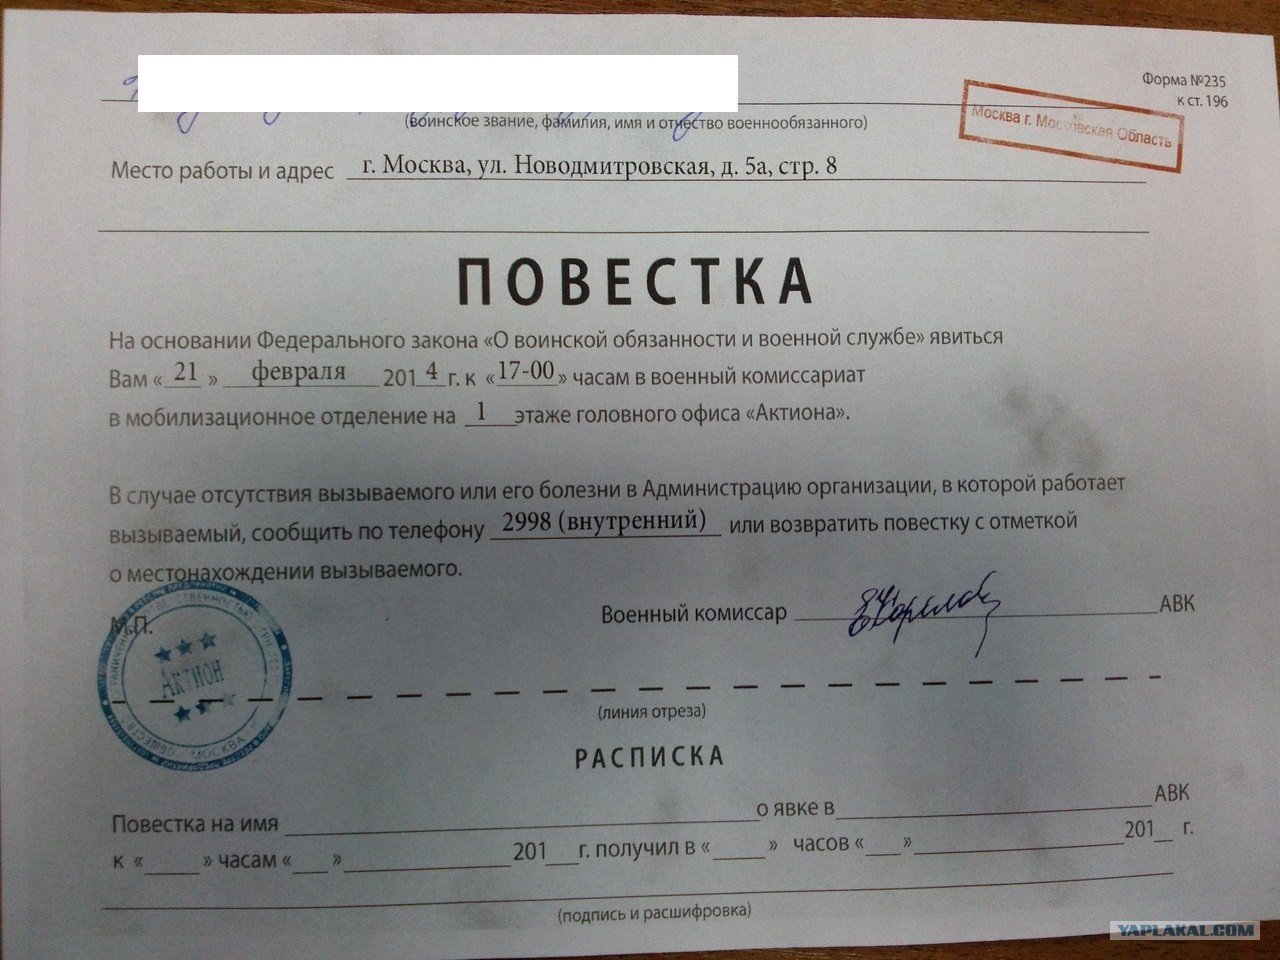 Форма №235
к ст. 196
Москва г. Московская Область
(воинское звание, фамилия, имя и отчество военнообязанного)
Место работы и адрес г. Москва, ул. Новодмитровская, д. 5а, стр. 8
ПОВЕСТКА
На основании Федерального закона «О воинской обязанности и военной службе» явиться
Вам « 21 » февраля 2014 г. к «17-00» часам в военный комиссариат
в мобилизационное отделение на 1 этаже головного офиса «Актиона».
В случае отсутствия вызываемого или его болезни в Администрацию организации, в которой работает
вызываемый, сообщить по телефону 2998 (внутренний) или возвратить повестку с отметкой
о местонахождении вызываемого.
Военный комиссар АВК
М.П.
Актион
МОСКВА
ОБЩЕСТВО
(линия отреза)
РАСПИСКА
Повестка на имя о явке в АВК
к « » часам « » 201 г. получил в « » часов « » 201 г.
(подпись и расшифровка)
YAPLAKAL.COM